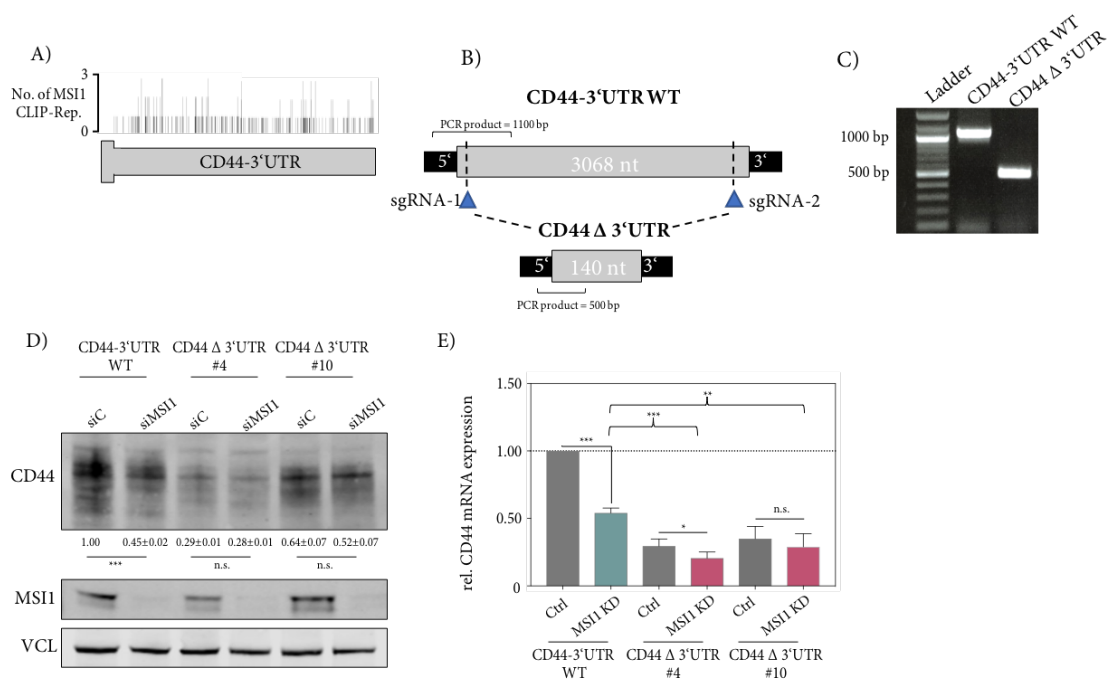 A)
3
No. of MSI1
CLIP-Rep.
0
CD44-3‘UTR
B)
CD44-3‘UTR WT
PCR product = 1100 bp
5‘ 3068 nt 3‘
sgRNA-1 sgRNA-2
CD44 Δ 3‘UTR
5‘ 140 nt 3‘
PCR product = 500 bp
C)
Ladder
CD44-3‘UTR WT
CD44 Δ 3‘UTR
1000 bp
500 bp
D)
CD44-3‘UTR CD44 Δ 3‘UTR CD44 Δ 3‘UTR
WT #4 #10
siC siMSI1 siC siMSI1 siC siMSI1
CD44
1.00 0.45±0.02 0.29±0.01 0.28±0.01 0.64±0.07 0.52±0.07
*** n.s. n.s.
MSI1
VCL
E)
rel. CD44 mRNA expression
1.50
1.00
0.50
0
**
***
***
*
n.s.
Ctrl MSI1 KD Ctrl MSI1 KD Ctrl MSI1 KD
CD44-3‘UTR CD44 Δ 3‘UTR CD44 Δ 3‘UTR
WT #4 #10